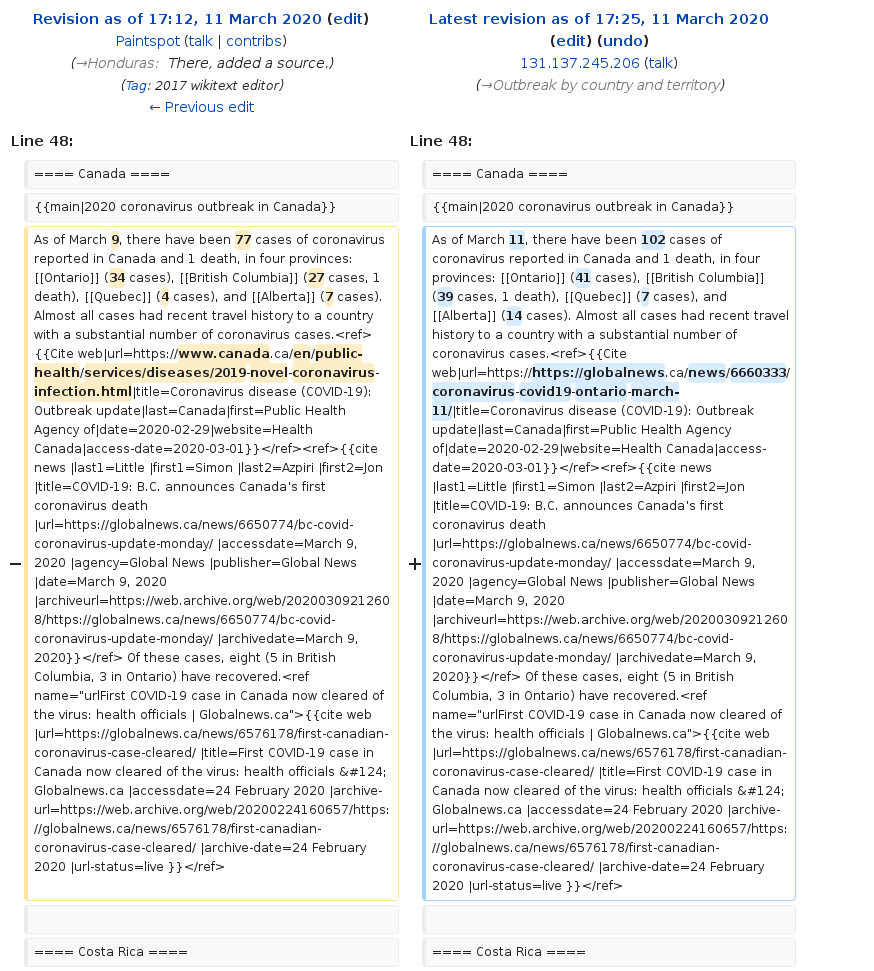 Revision as of 17:12, 11 March 2020 (edit)
Paintspot (talk | contribs)
(→Honduras: There, added a source.)
(Tag: 2017 wikitext editor)
← Previous edit
Latest revision as of 17:25, 11 March 2020
(edit) (undo)
131.137.245.206 (talk)
(→Outbreak by country and territory)
Line 48:
Line 48:
==== Canada ====
==== Canada ====
{{main|2020 coronavirus outbreak in Canada}}
{{main|2020 coronavirus outbreak in Canada}}
−
As of March 9, there have been 77 cases of coronavirus
reported in Canada and 1 death, in four provinces:
[[Ontario]] (34 cases), [[British Columbia]] (27 cases, 1
death), [[Quebec]] (4 cases), and [[Alberta]] (7 cases).
Almost all cases had recent travel history to a country
with a substantial number of coronavirus cases.<ref>
{{Cite web|url=https://www.canada.ca/en/public-
health/services/diseases/2019-novel-coronavirus-
infection.html|title=Coronavirus disease (COVID-19):
Outbreak update|last=Canada|first=Public Health
Agency of|date=2020-02-29|website=Health
Canada|access-date=2020-03-01}}</ref><ref>{{cite
news |last1=Little |first1=Simon |last2=Azpiri |first2=Jon
|title=COVID-19: B.C. announces Canada's first
coronavirus death
|url=https://globalnews.ca/news/6650774/bc-covid-
coronavirus-update-monday/ |accessdate=March 9,
2020 |agency=Global News |publisher=Global News
|date=March 9, 2020
|archiveurl=https://web.archive.org/web/2020030921260
8/https://globalnews.ca/news/6650774/bc-covid-
coronavirus-update-monday/ |archivedate=March 9,
2020}}</ref> Of these cases, eight (5 in British
Columbia, 3 in Ontario) have recovered.<ref
name="urlFirst COVID-19 case in Canada now cleared of
the virus: health officials | Globalnews.ca">{{cite web
|url=https://globalnews.ca/news/6576178/first-canadian-
coronavirus-case-cleared/ |title=First COVID-19 case in
Canada now cleared of the virus: health officials &#124;
Globalnews.ca |accessdate=24 February 2020 |archive-
url=https://web.archive.org/web/20200224160657/https:
//globalnews.ca/news/6576178/first-canadian-
coronavirus-case-cleared/ |archive-date=24 February
2020 |url-status=live }}</ref>
+
As of March 11, there have been 102 cases of
coronavirus reported in Canada and 1 death, in four
provinces: [[Ontario]] (41 cases), [[British Columbia]]
(39 cases, 1 death), [[Quebec]] (7 cases), and
[[Alberta]] (14 cases). Almost all cases had recent travel
history to a country with a substantial number of
coronavirus cases.<ref>{{Cite
web|url=https://https://globalnews.ca/news/6660333/
coronavirus-covid19-ontario-march-
11/|title=Coronavirus disease (COVID-19): Outbreak
update|last=Canada|first=Public Health Agency
of|date=2020-02-29|website=Health Canada|access-
date=2020-03-01}}</ref><ref>{{cite news
|last1=Little |first1=Simon |last2=Azpiri |first2=Jon
|title=COVID-19: B.C. announces Canada's first
coronavirus death
|url=https://globalnews.ca/news/6650774/bc-covid-
coronavirus-update-monday/ |accessdate=March 9,
2020 |agency=Global News |publisher=Global News
|date=March 9, 2020
|archiveurl=https://web.archive.org/web/2020030921260
8/https://globalnews.ca/news/6650774/bc-covid-
coronavirus-update-monday/ |archivedate=March 9,
2020}}</ref> Of these cases, eight (5 in British
Columbia, 3 in Ontario) have recovered.<ref
name="urlFirst COVID-19 case in Canada now cleared of
the virus: health officials | Globalnews.ca">{{cite web
|url=https://globalnews.ca/news/6576178/first-canadian-
coronavirus-case-cleared/ |title=First COVID-19 case in
Canada now cleared of the virus: health officials &#124;
Globalnews.ca |accessdate=24 February 2020 |archive-
url=https://web.archive.org/web/20200224160657/https:
//globalnews.ca/news/6576178/first-canadian-
coronavirus-case-cleared/ |archive-date=24 February
2020 |url-status=live }}</ref>
==== Costa Rica ====
==== Costa Rica ====